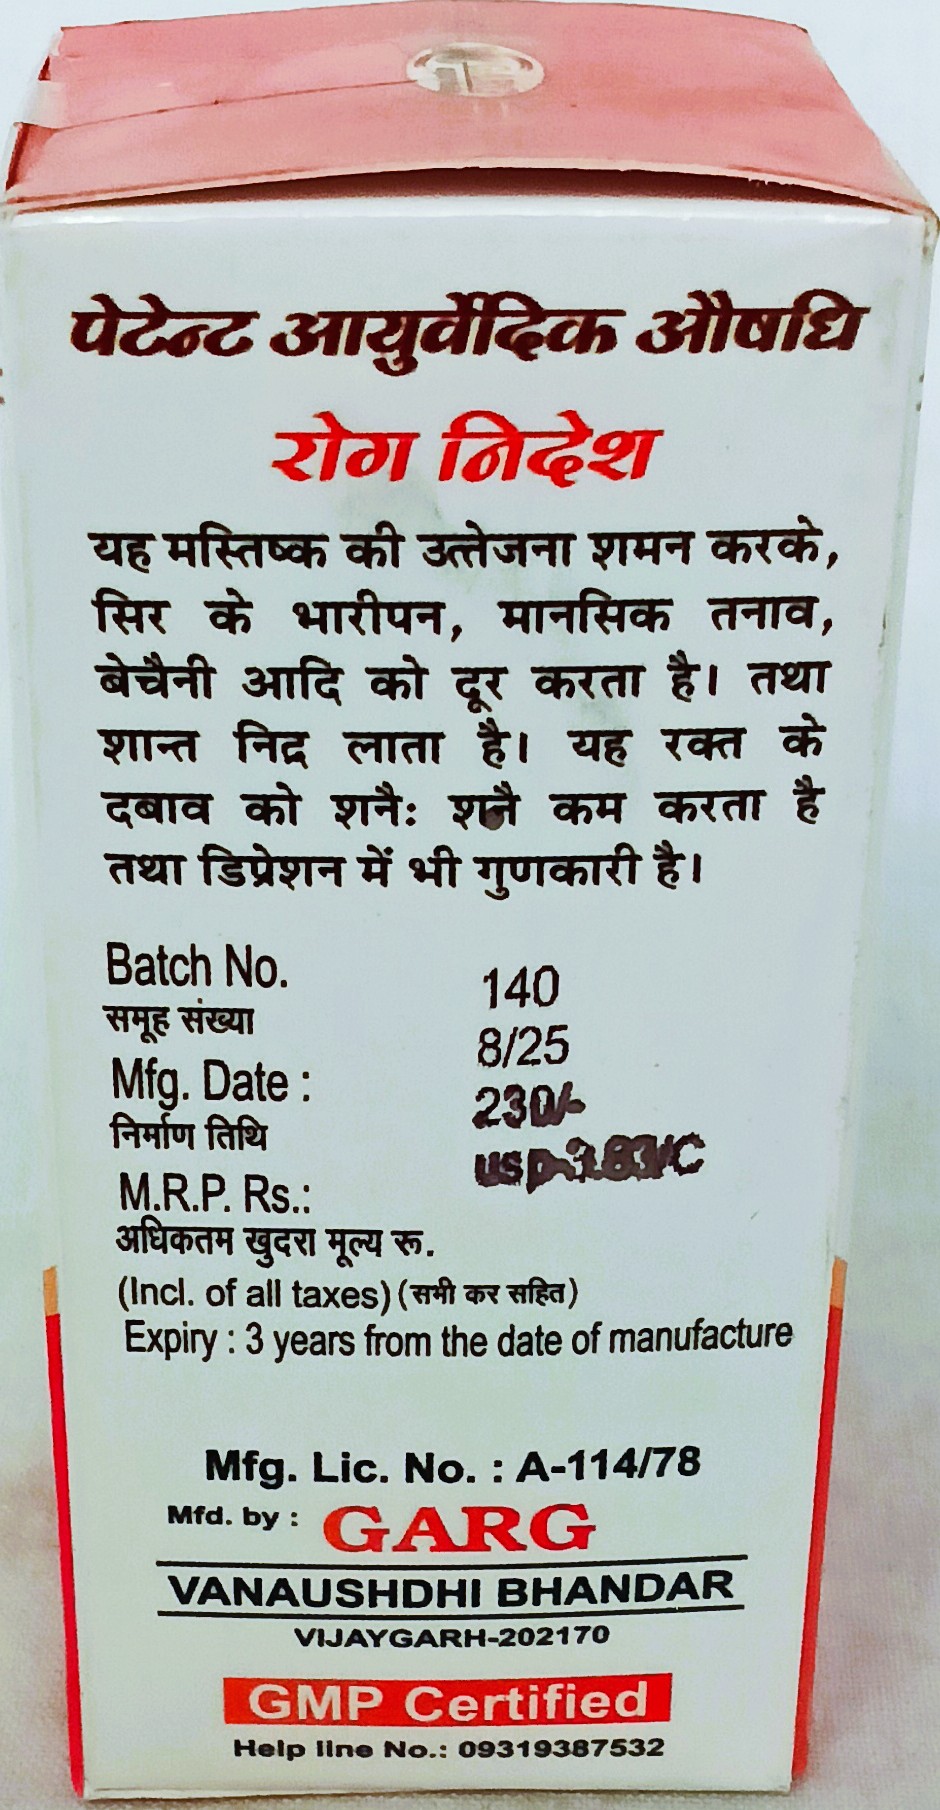 पेटेन्ट आयुर्वेदिक औषधि
रोग निदेश
यह मस्तिष्क की उत्तेजना शमन करके,
सिर के भारीपन, मानसिक तनाव,
बेचैनी आदि को दूर करता है। तथा
शान्त निद्र लाता है। यह रक्त के
दबाव को शनै: शनै कम करता है
तथा डिप्रेशन में भी गुणकारी है।
Batch No. 140
समूह संख्या
8/25
Mfg. Date :
230/-
निर्माण तिथि
USP-3.83/C
M.R.P. Rs.:
अधिकतम खुदरा मूल्य रू.
(Incl. of all taxes) (सभी कर सहित)
Expiry : 3 years from the date of manufacture
Mfg. Lic. No. : A-114/78
Mfd. by : GARG
VANAUSHDHI BHANDAR
VIJAYGARH-202170
GMP Certified
Help line No.: 09319387532